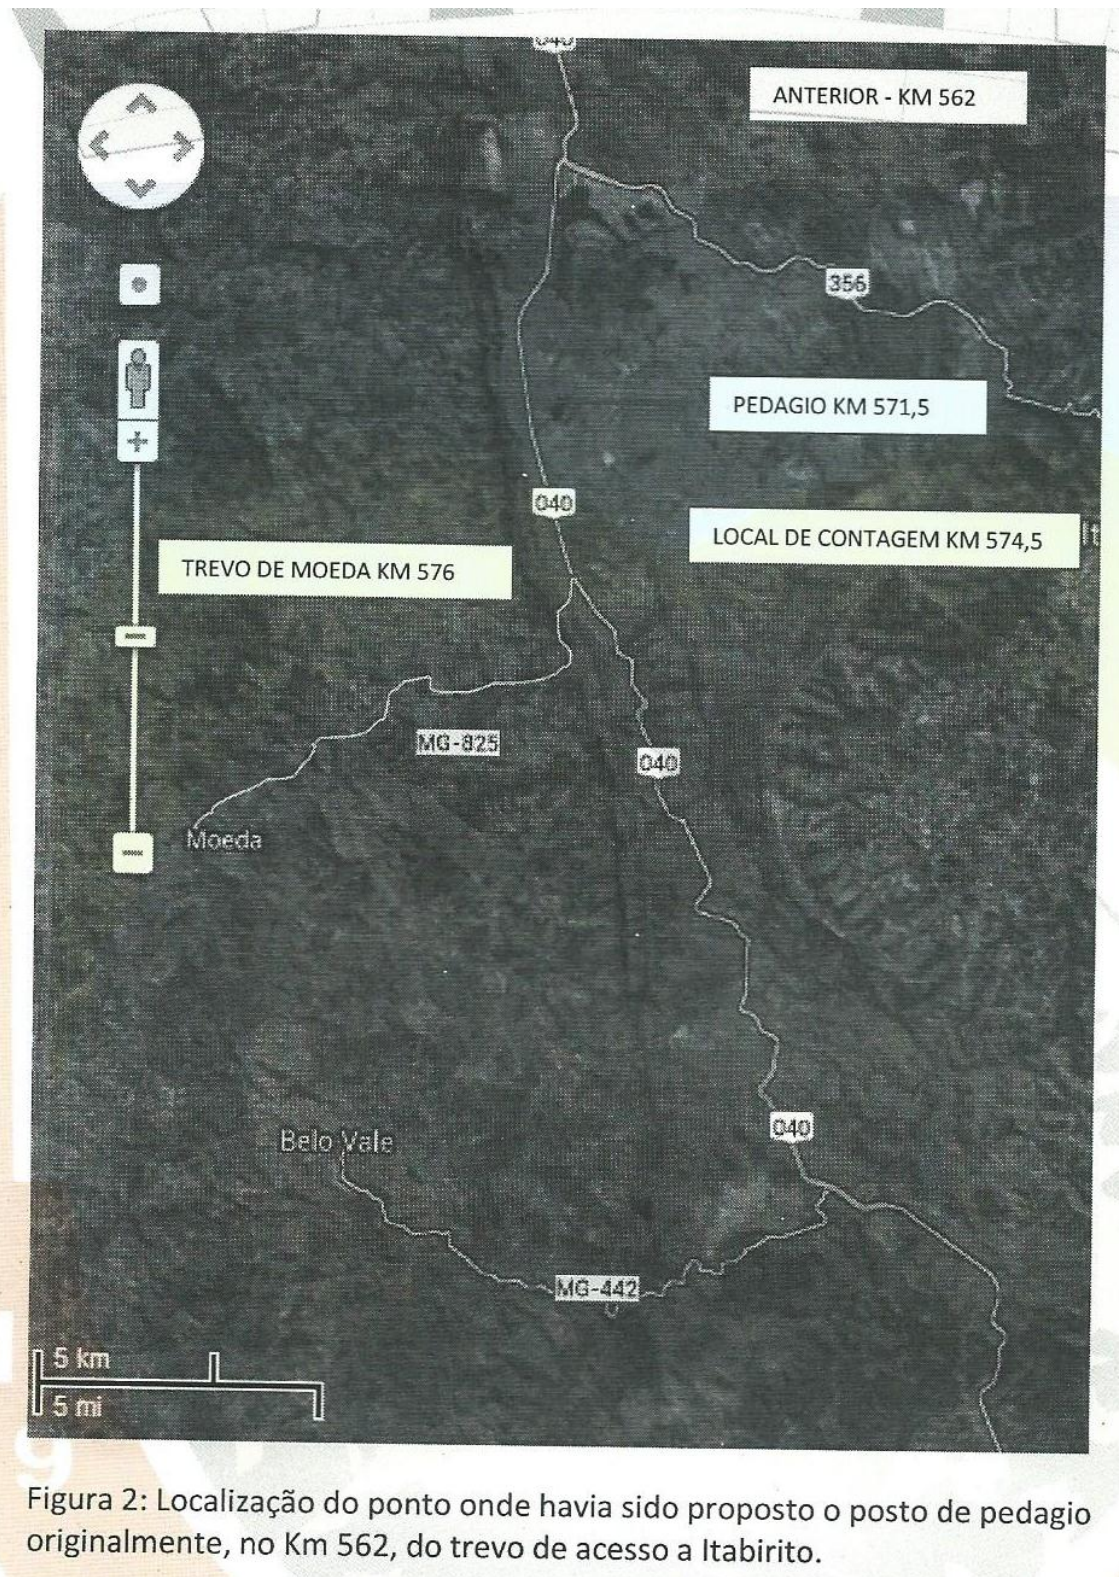 040
ANTERIOR - KM 562
356
PEDAGIO KM 571,5
040
LOCAL DE CONTAGEM KM 574,5
It
TREVO DE MOEDA KM 576
MG-825
040
Moeda
040
Belo Vale
MG-442
5 km
5 mi
9
Figura 2: Localização do ponto onde havia sido proposto o posto de pedagio
originalmente, no Km 562, do trevo de acesso a Itabirito.